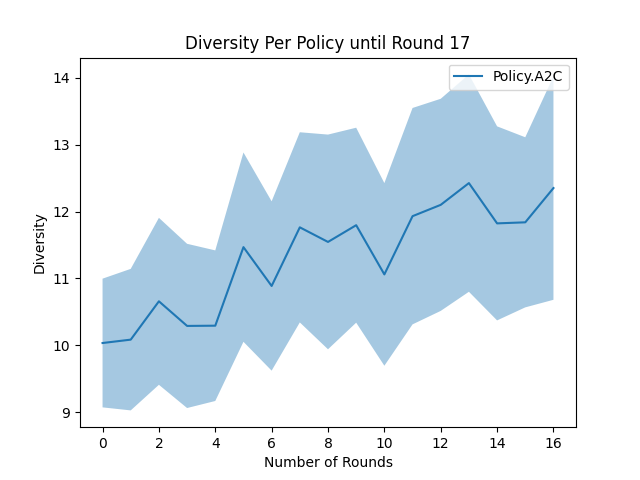 Diversity Per Policy until Round 17
Policy.A2C
14
13
12
11
10
9
Diversity
0 2 4 6 8 10 12 14 16
Number of Rounds